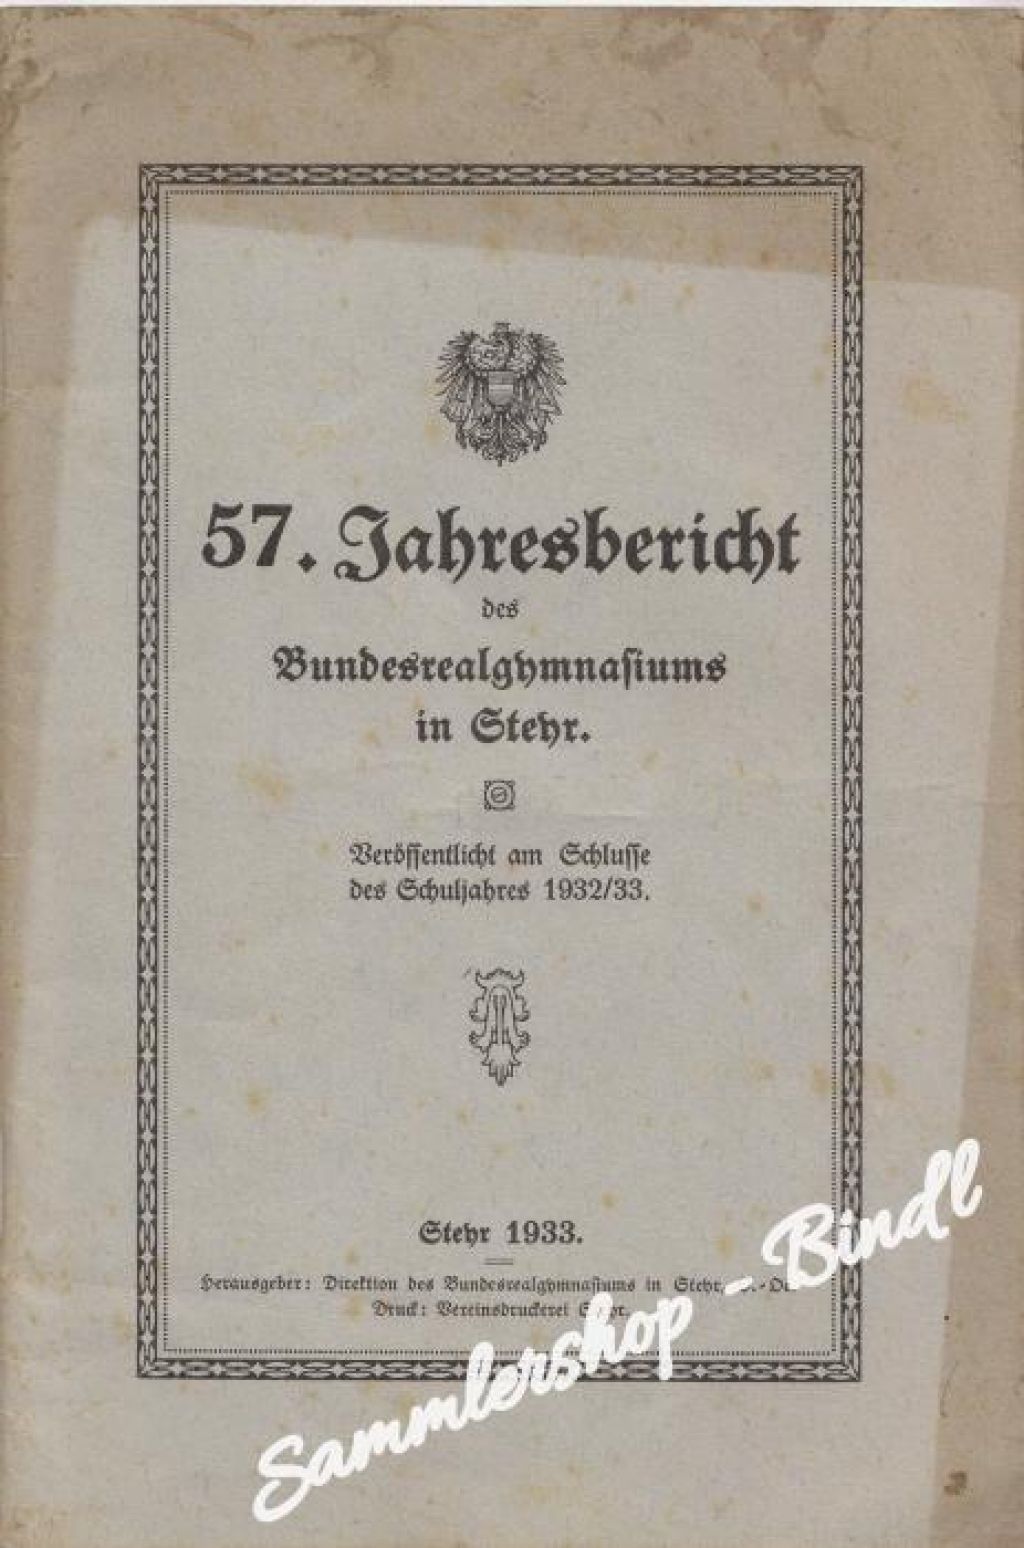 57. Jahresbericht
des
Bundesrealgymnasiums
in Steyr.
Veröffentlicht am Schlusse
des Schuljahres 1932/33.
Steyr 1933.
Herausgeber: Direktion des Bundesrealgymnasiums in Steyr,
Druck: Vereinsdruckerei
Sammlershop - Bindl